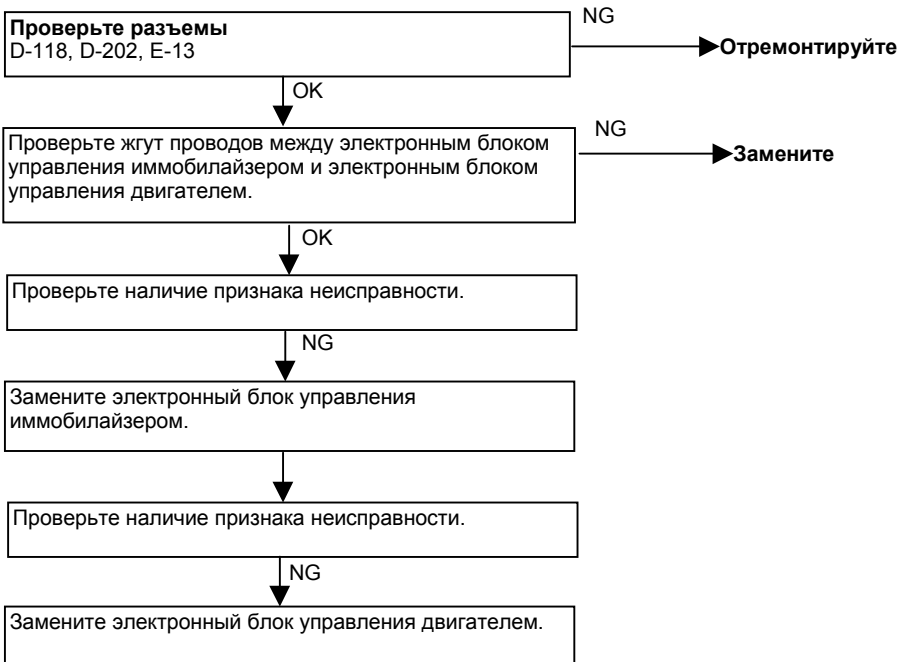 Проверьте разъемы
D-118, D-202, E-13
NG
Отремонтируйте
OK
Проверьте жгут проводов между электронным блоком
управления иммобилайзером и электронным блоком
управления двигателем.
NG
Замените
OK
Проверьте наличие признака неисправности.
NG
Замените электронный блок управления
иммобилайзером.
Проверьте наличие признака неисправности.
NG
Замените электронный блок управления двигателем.